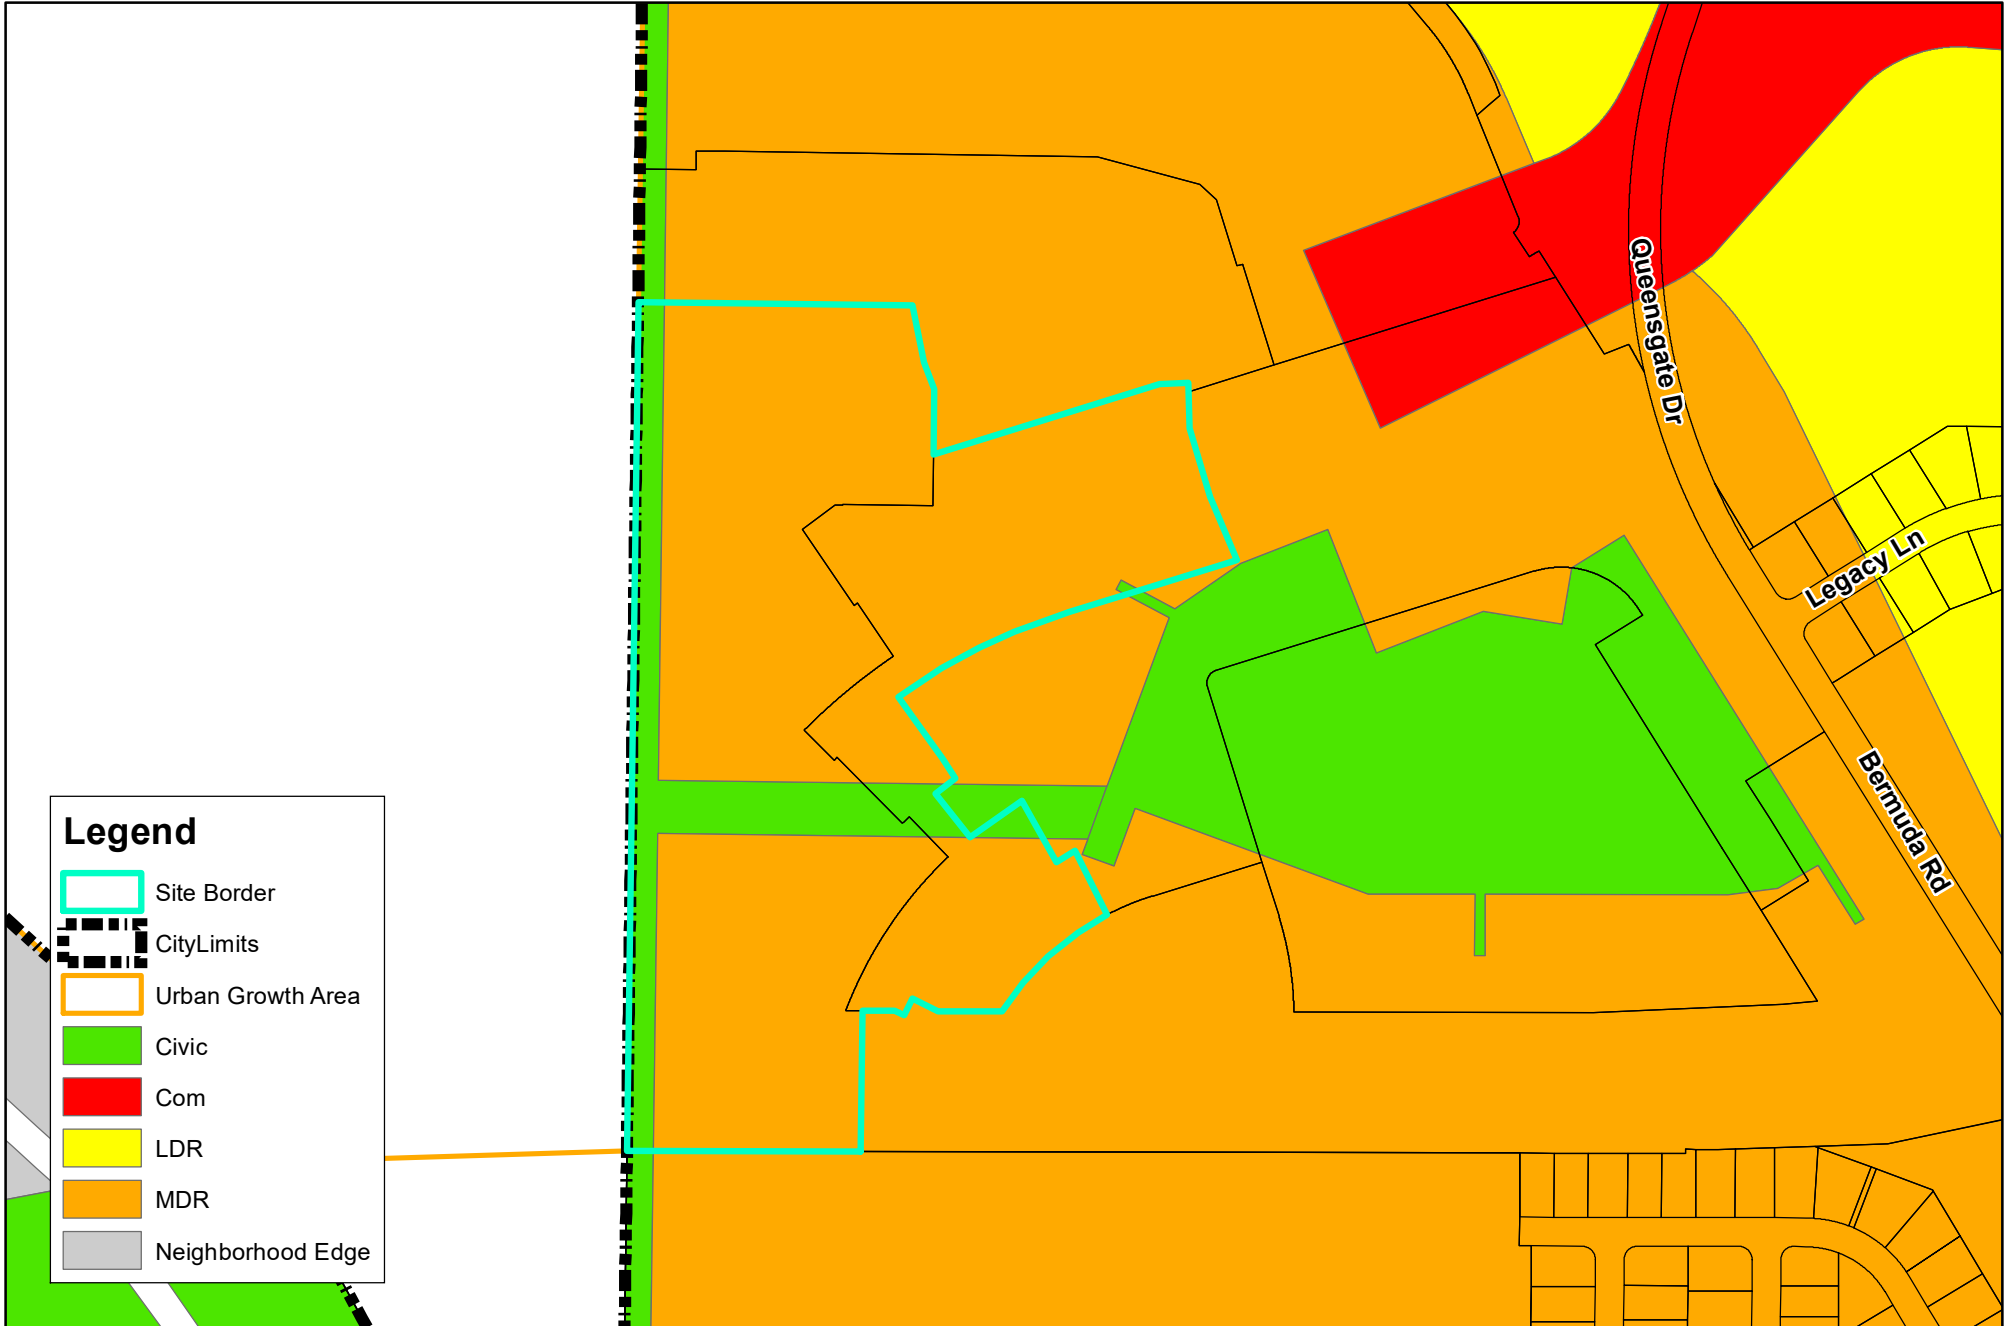 Queensgate Dr
Legacy Ln
Bermuda Rd
Legend
Site Border
CityLimits
Urban Growth Area
Civic
Com
LDR
MDR
Neighborhood Edge